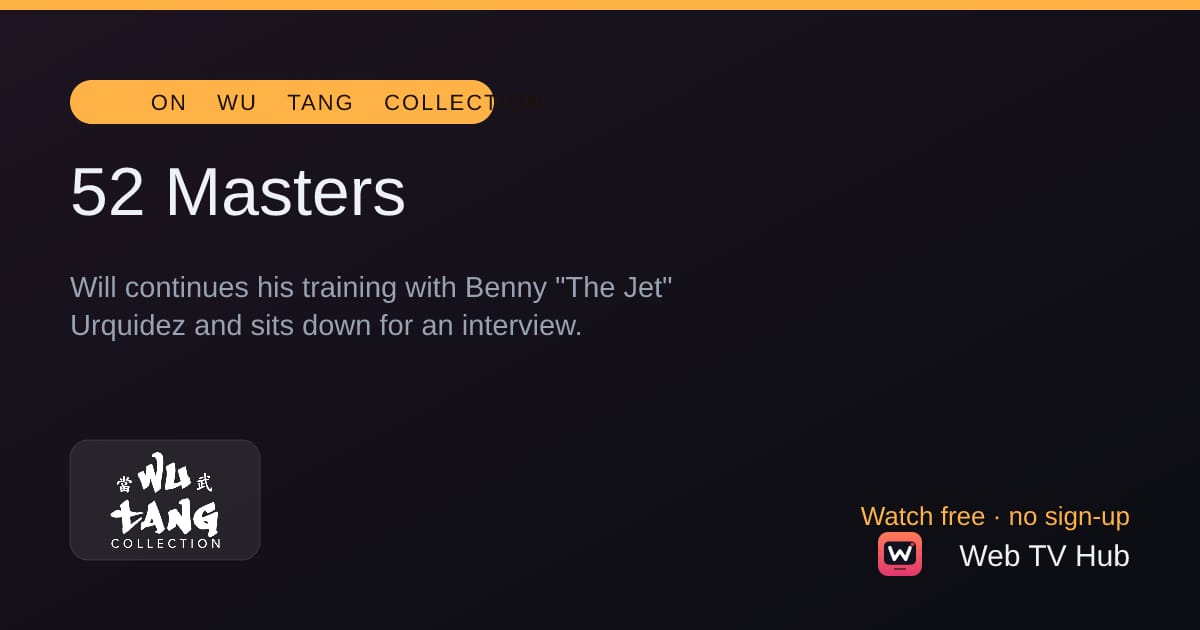 ON WU TANG COLLECTION
52 Masters
Will continues his training with Benny "The Jet"
Urquidez and sits down for an interview.
當 WU 武
TANG
COLLECTION
Watch free · no sign-up
W
Web TV Hub